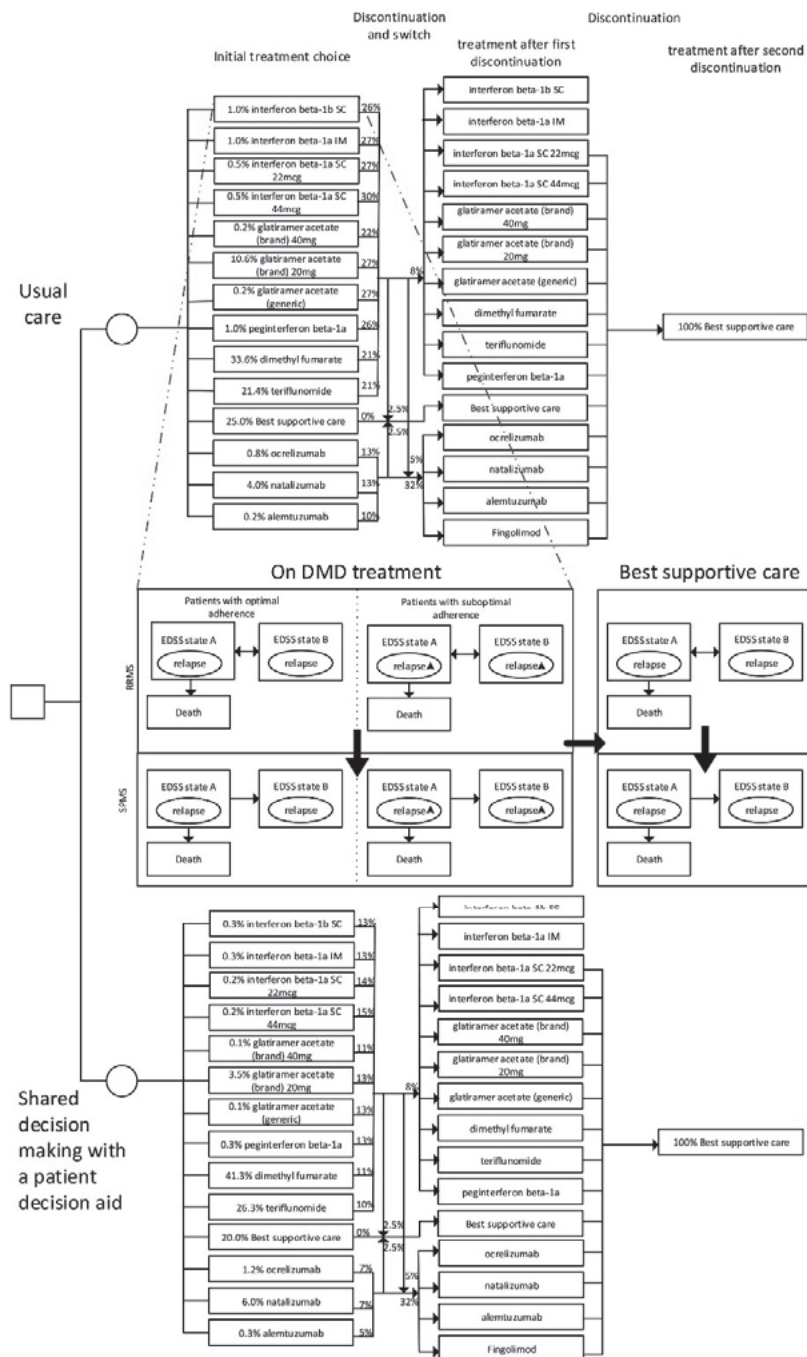 Discontinuation
and switch
Discontinuation
Initial treatment choice
treatment after first
discontinuation
treatment after second
discontinuation
Usual
care
1.0% interferon beta-1b SC
26%
1.0% interferon beta-1a IM
27%
0.5% interferon beta-1a SC
22mcg
27%
0.5% interferon beta-1a SC
44mcg
30%
0.2% glatiramer acetate
(brand) 40mg
22%
10.6% glatiramer acetate
(brand) 20mg
27%
0.2% glatiramer acetate
(generic)
27%
1.0% peginterferon beta-1a
26%
33.6% dimethyl fumarate
21%
21.4% teriflunomide
21%
25.0% Best supportive care
0%
0.8% ocrelizumab
13%
4.0% natalizumab
13%
0.2% alemtuzumab
10%
8%
2.5%
2.5%
5%
32%
interferon beta-1b SC
interferon beta-1a IM
interferon beta-1a SC 22mcg
interferon beta-1a SC 44mcg
glatiramer acetate (brand)
40mg
glatiramer acetate (brand)
20mg
glatiramer acetate (generic)
dimethyl fumarate
teriflunomide
peginterferon beta-1a
Best supportive care
ocrelizumab
natalizumab
alemtuzumab
Fingolimod
100% Best supportive care
On DMD treatment
Best supportive care
Patients with optimal
adherence
Patients with suboptimal
adherence
RRMS
EDSS state A
relapse
EDSS state B
relapse
Death
EDSS state A
relapse▲
EDSS state B
relapse▲
Death
EDSS state A
relapse
EDSS state B
relapse
Death
SPMS
EDSS state A
relapse
EDSS state B
relapse
Death
EDSS state A
relapse▲
EDSS state B
relapse▲
Death
EDSS state A
relapse
EDSS state B
relapse
Death
Shared
decision
making with
a patient
decision aid
0.3% interferon beta-1b SC
13%
0.3% interferon beta-1a IM
13%
0.2% interferon beta-1a SC
22mcg
14%
0.2% interferon beta-1a SC
44mcg
15%
0.1% glatiramer acetate
(brand) 40mg
11%
3.5% glatiramer acetate
(brand) 20mg
13%
0.1% glatiramer acetate
(generic)
13%
0.3% peginterferon beta-1a
13%
41.3% dimethyl fumarate
11%
26.3% teriflunomide
10%
20.0% Best supportive care
0%
1.2% ocrelizumab
7%
6.0% natalizumab
7%
0.3% alemtuzumab
5%
8%
2.5%
2.5%
5%
32%
interferon beta-1b SC
interferon beta-1a IM
interferon beta-1a SC 22mcg
interferon beta-1a SC 44mcg
glatiramer acetate (brand)
40mg
glatiramer acetate (brand)
20mg
glatiramer acetate (generic)
dimethyl fumarate
teriflunomide
peginterferon beta-1a
Best supportive care
ocrelizumab
natalizumab
alemtuzumab
Fingolimod
100% Best supportive care